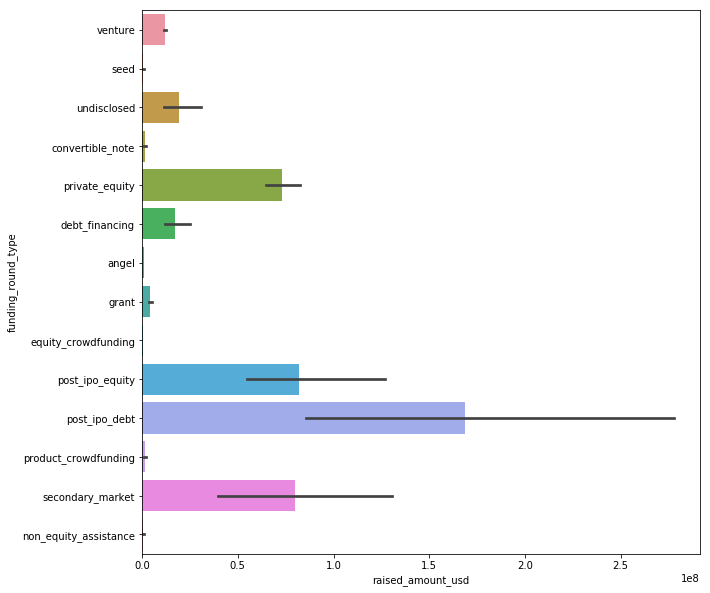 venture
seed
undisclosed
convertible_note
private_equity
debt_financing
angel
grant
equity_crowdfunding
post_ipo_equity
post_ipo_debt
product_crowdfunding
secondary_market
non_equity_assistance
funding_round_type
0.0 0.5 1.0 1.5 2.0 2.5
1e8
raised_amount_usd